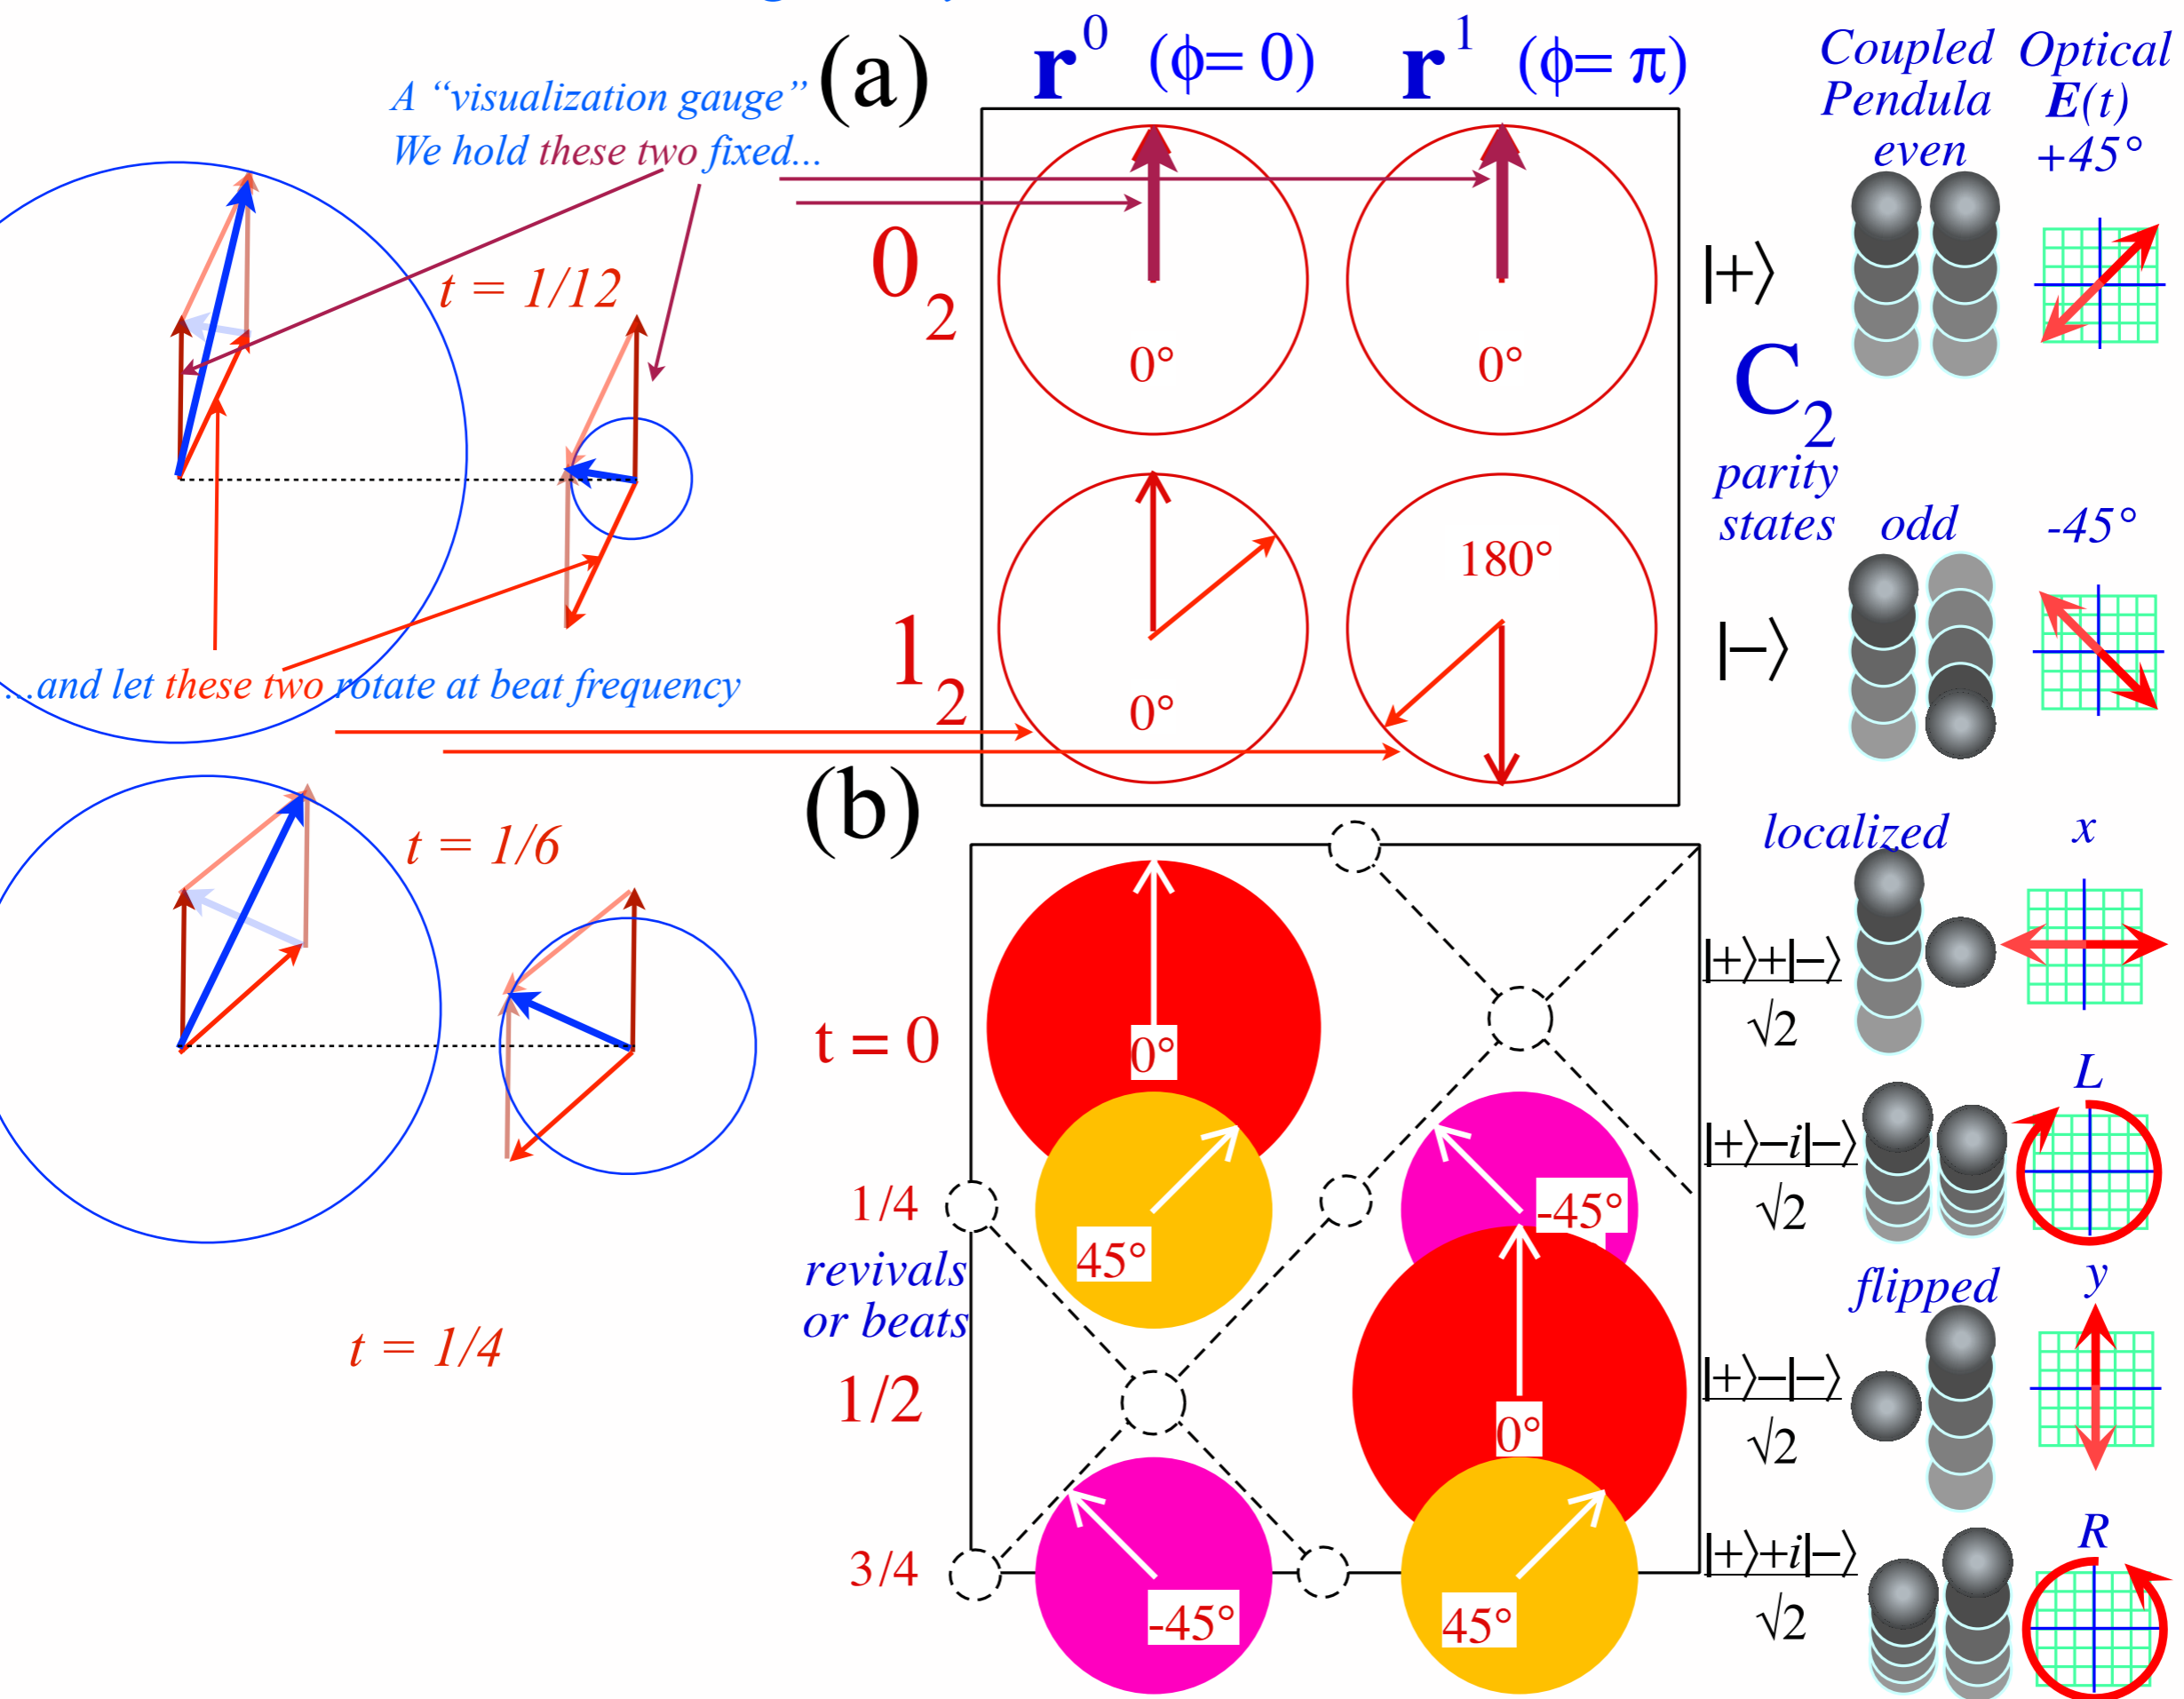 (a)
r⁰ (ϕ= 0)
r¹ (ϕ= π)
Coupled
Pendula
even
Optical
E(t)
+45°
A “visualization gauge”
We hold these two fixed...
t = 1/12
0₂
0°
0°
|+⟩
C₂
parity
states
odd
-45°
1₂
0°
180°
|−⟩
...and let these two rotate at beat frequency
(b)
t = 1/6
localized
x
t = 0
0°
|+⟩+|−⟩
√2
L
1/4
45°
-45°
|+⟩−i|−⟩
√2
revivals
or beats
flipped
y
t = 1/4
1/2
0°
|+⟩−|−⟩
√2
R
3/4
-45°
45°
|+⟩+i|−⟩
√2